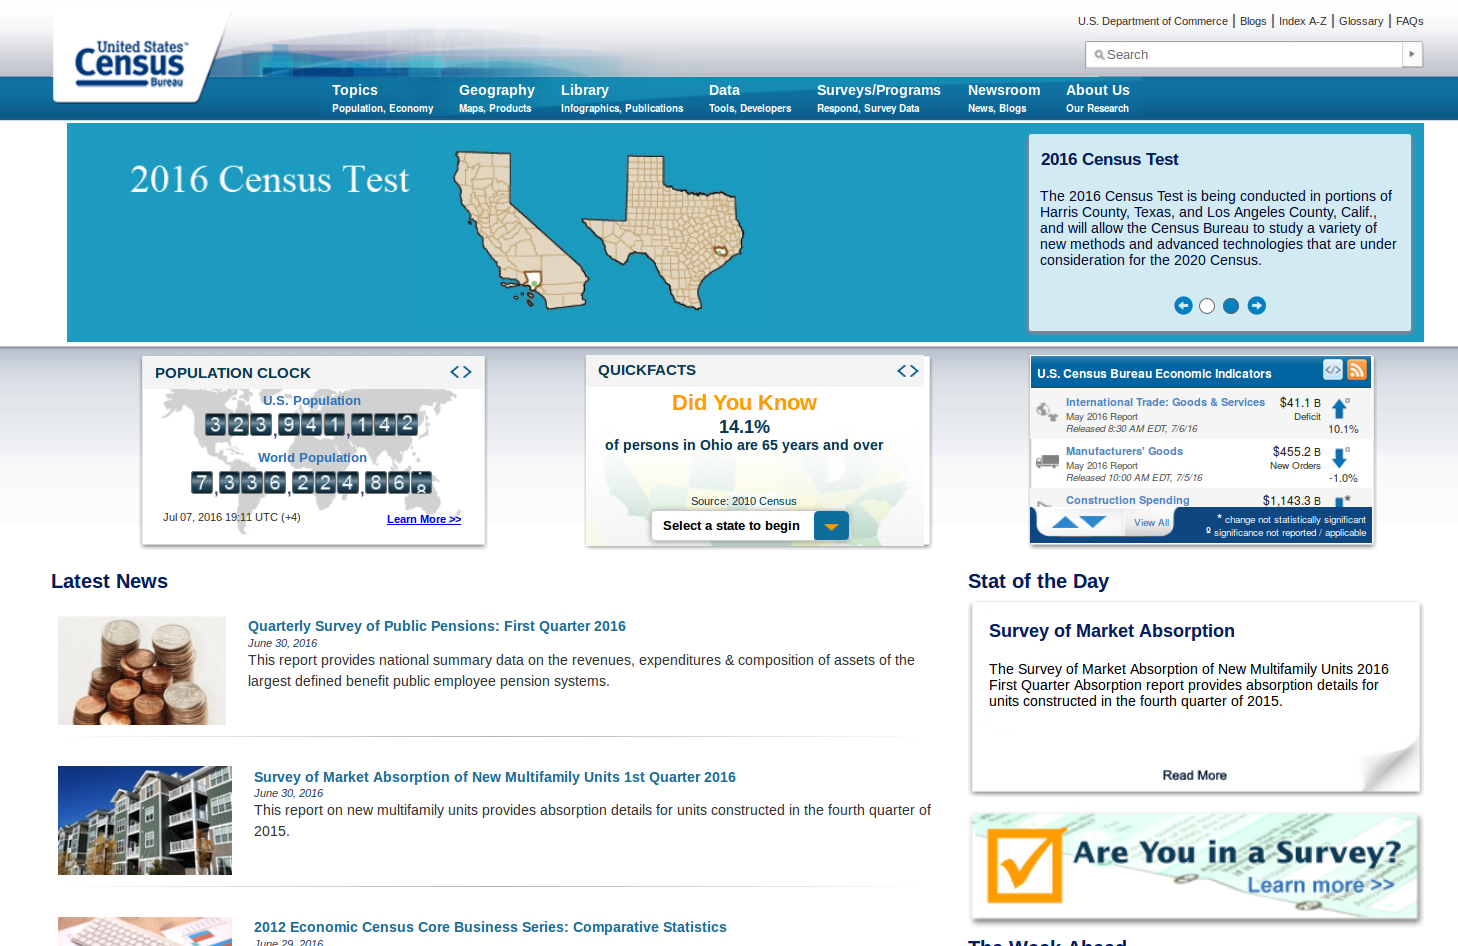 U.S. Department of Commerce | Blogs | Index A-Z | Glossary | FAQs
United States™
Census
Bureau
Search
Topics
Population, Economy
Geography
Maps, Products
Library
Infographics, Publications
Data
Tools, Developers
Surveys/Programs
Respond, Survey Data
Newsroom
News, Blogs
About Us
Our Research
2016 Census Test
2016 Census Test
The 2016 Census Test is being conducted in portions of
Harris County, Texas, and Los Angeles County, Calif.,
and will allow the Census Bureau to study a variety of
new methods and advanced technologies that are under
consideration for the 2020 Census.
POPULATION CLOCK
U.S. Population
323,941,142
World Population
7,336,224,86
Jul 07, 2016 19:11 UTC (+4)
Learn More >>
QUICKFACTS
Did You Know
14.1%
of persons in Ohio are 65 years and over
Source: 2010 Census
Select a state to begin
U.S. Census Bureau Economic Indicators
International Trade: Goods & Services $41.1 B
May 2016 Report Deficit
Released 8:30 AM EDT, 7/6/16 10.1%
Manufacturers' Goods $455.2 B
May 2016 Report New Orders
Released 10:00 AM EDT, 7/5/16 -1.0%
Construction Spending $1,143.3 B *
View All
* change not statistically significant
º significance not reported / applicable
Latest News
Quarterly Survey of Public Pensions: First Quarter 2016
June 30, 2016
This report provides national summary data on the revenues, expenditures & composition of assets of the
largest defined benefit public employee pension systems.
Survey of Market Absorption of New Multifamily Units 1st Quarter 2016
June 30, 2016
This report on new multifamily units provides absorption details for units constructed in the fourth quarter of
2015.
2012 Economic Census Core Business Series: Comparative Statistics
June 29, 2016
Stat of the Day
Survey of Market Absorption
The Survey of Market Absorption of New Multifamily Units 2016
First Quarter Absorption report provides absorption details for
units constructed in the fourth quarter of 2015.
Read More
Are You in a Survey?
Learn more >>
The Week Ahead